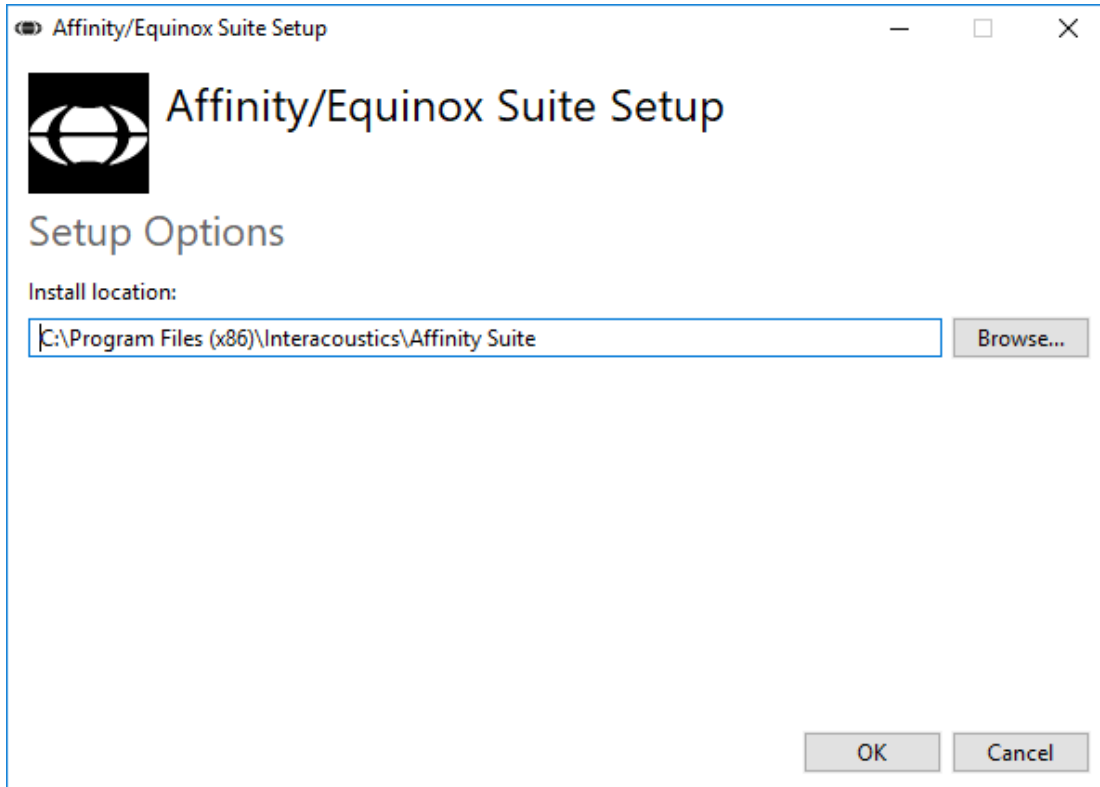 Affinity/Equinox Suite Setup
Affinity/Equinox Suite Setup
Setup Options
Install location:
C:\Program Files (x86)\Interacoustics\Affinity Suite
Browse...
OK
Cancel